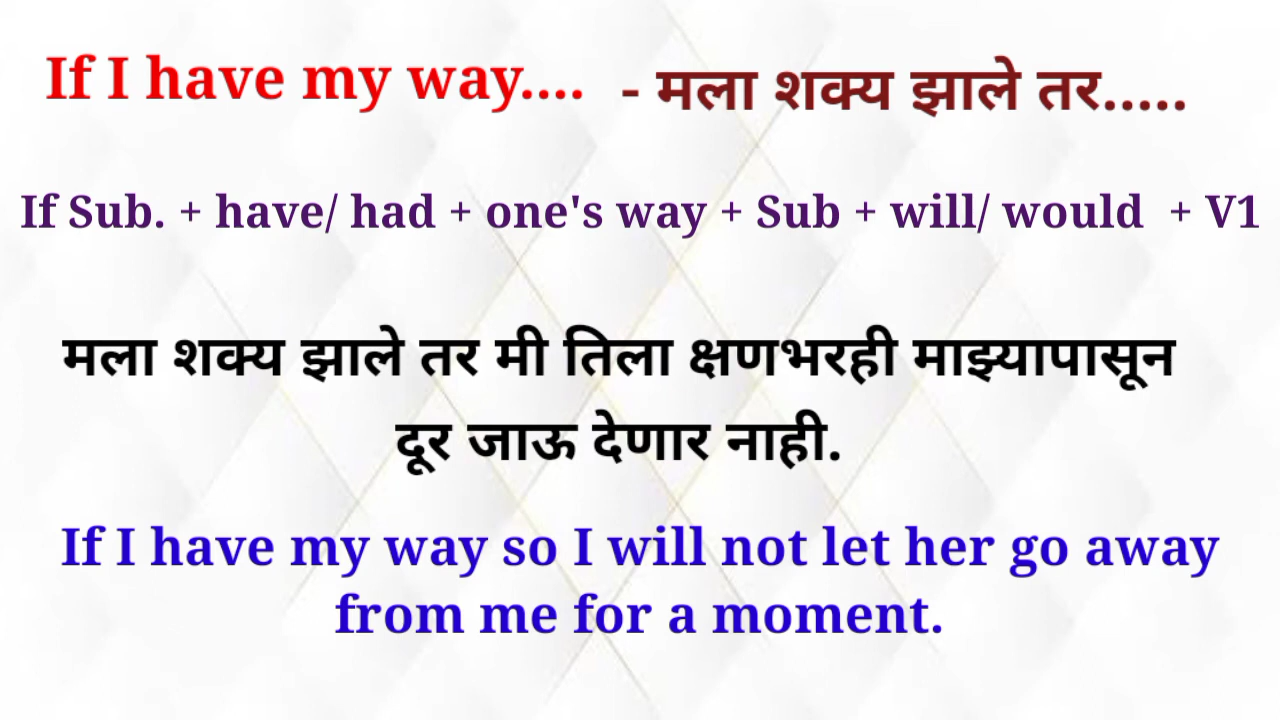 If I have my way.... - मला शक्य झाले तर.....
If Sub. + have/ had + one's way + Sub + will/ would + V1
मला शक्य झाले तर मी तिला क्षणभरही माझ्यापासून
दूर जाऊ देणार नाही.
If I have my way so I will not let her go away
from me for a moment.